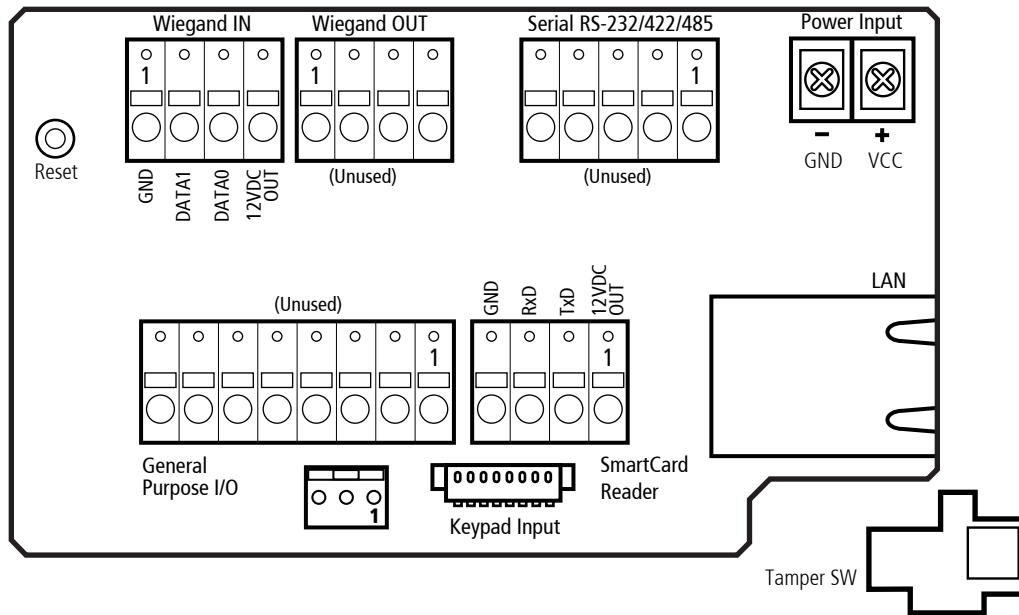 Wiegand IN
Wiegand OUT
Serial RS-232/422/485
Power Input
1
1
1
Reset
GND
DATA1
DATA0
12VDC
OUT
(Unused)
(Unused)
-
+
GND
VCC
(Unused)
GND
RxD
TxD
12VDC
OUT
LAN
1
1
General
Purpose I/O
1
00000000
Keypad Input
SmartCard
Reader
Tamper SW